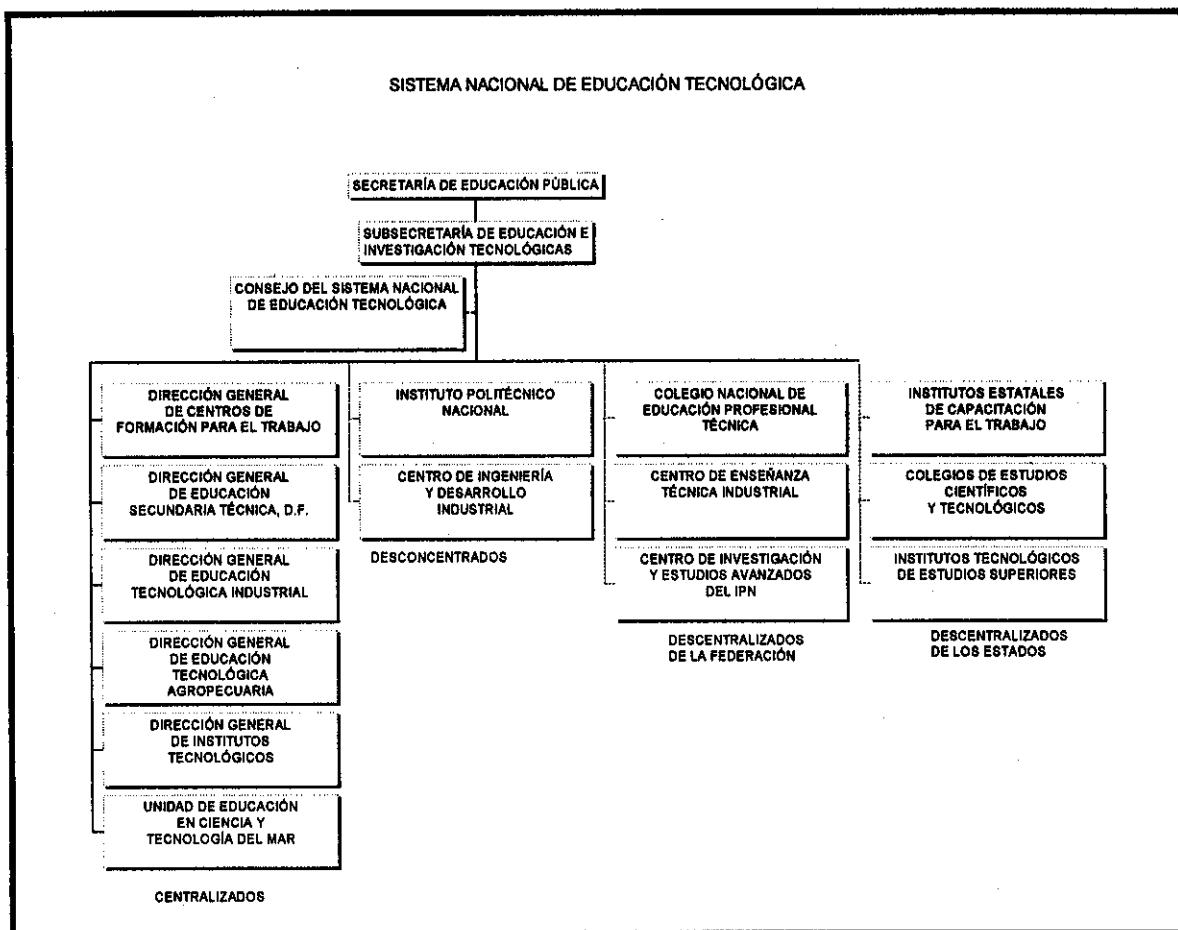 SISTEMA NACIONAL DE EDUCACIÓN TECNOLÓGICA
SECRETARÍA DE EDUCACIÓN PÚBLICA
SUBSECRETARÍA DE EDUCACIÓN E
INVESTIGACIÓN TECNOLÓGICAS
CONSEJO DEL SISTEMA NACIONAL
DE EDUCACIÓN TECNOLÓGICA
DIRECCIÓN GENERAL
DE CENTROS DE
FORMACIÓN PARA EL TRABAJO
DIRECCIÓN GENERAL
DE EDUCACIÓN
SECUNDARIA TÉCNICA, D.F.
DIRECCIÓN GENERAL
DE EDUCACIÓN
TECNOLÓGICA INDUSTRIAL
DIRECCIÓN GENERAL
DE EDUCACIÓN
TECNOLÓGICA
AGROPECUARIA
DIRECCIÓN GENERAL
DE INSTITUTOS
TECNOLÓGICOS
UNIDAD DE EDUCACIÓN
EN CIENCIA Y
TECNOLOGÍA DEL MAR
CENTRALIZADOS
INSTITUTO POLITÉCNICO
NACIONAL
CENTRO DE INGENIERÍA
Y DESARROLLO
INDUSTRIAL
DESCONCENTRADOS
COLEGIO NACIONAL DE
EDUCACIÓN PROFESIONAL
TÉCNICA
CENTRO DE ENSEÑANZA
TÉCNICA INDUSTRIAL
CENTRO DE INVESTIGACIÓN
Y ESTUDIOS AVANZADOS
DEL IPN
DESCENTRALIZADOS
DE LA FEDERACIÓN
INSTITUTOS ESTATALES
DE CAPACITACIÓN
PARA EL TRABAJO
COLEGIOS DE ESTUDIOS
CIENTÍFICOS
Y TECNOLÓGICOS
INSTITUTOS TECNOLÓGICOS
DE ESTUDIOS SUPERIORES
DESCENTRALIZADOS
DE LOS ESTADOS